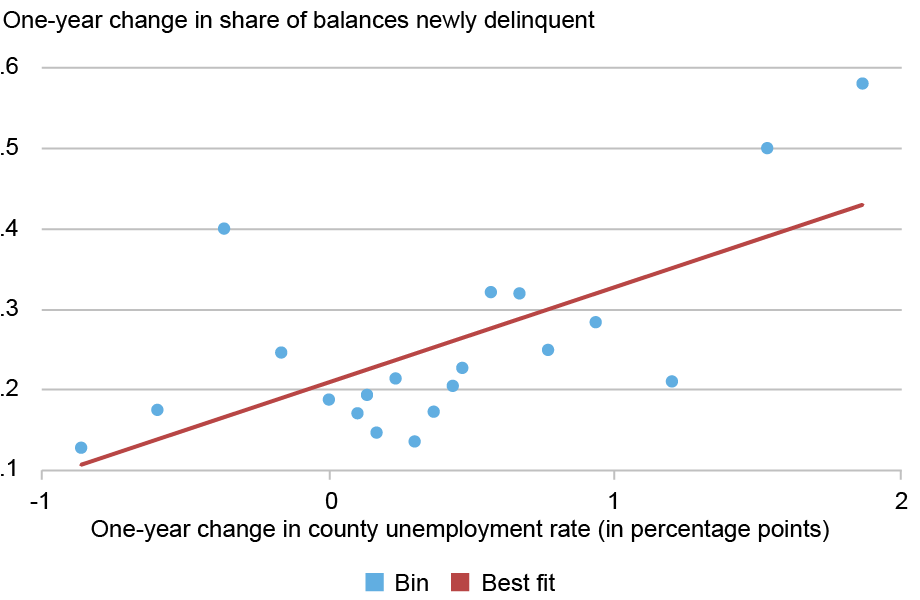 One-year change in share of balances newly delinquent
.6
.5
.4
.3
.2
.1
-1 0 1 2
One-year change in county unemployment rate (in percentage points)
Bin Best fit